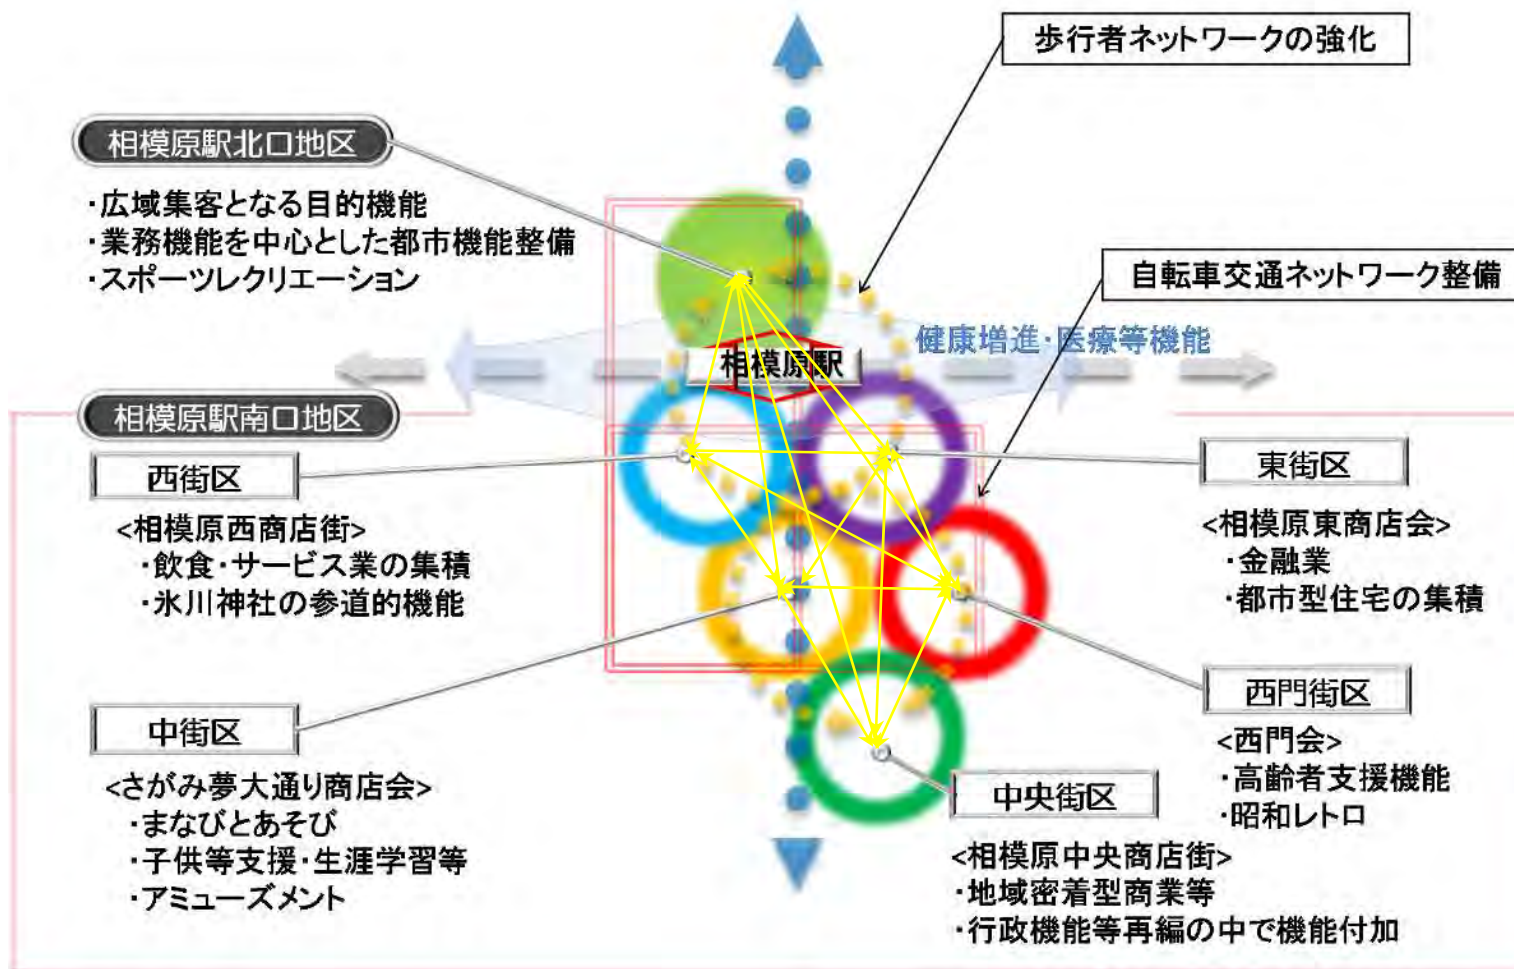 歩行者ネットワークの強化
相模原駅北口地区
・広域集客となる目的機能
・業務機能を中心とした都市機能整備
・スポーツレクリエーション
自転車交通ネットワーク整備
健康増進・医療等機能
相模原駅
相模原駅南口地区
西街区
<相模原西商店街>
・飲食・サービス業の集積
・氷川神社の参道的機能
東街区
<相模原東商店会>
・金融業
・都市型住宅の集積
中街区
<さがみ夢大通り商店会>
・まなびとあそび
・子供等支援・生涯学習等
・アミューズメント
西門街区
<西門会>
・高齢者支援機能
・昭和レトロ
中央街区
<相模原中央商店街>
・地域密着型商業等
・行政機能等再編の中で機能付加